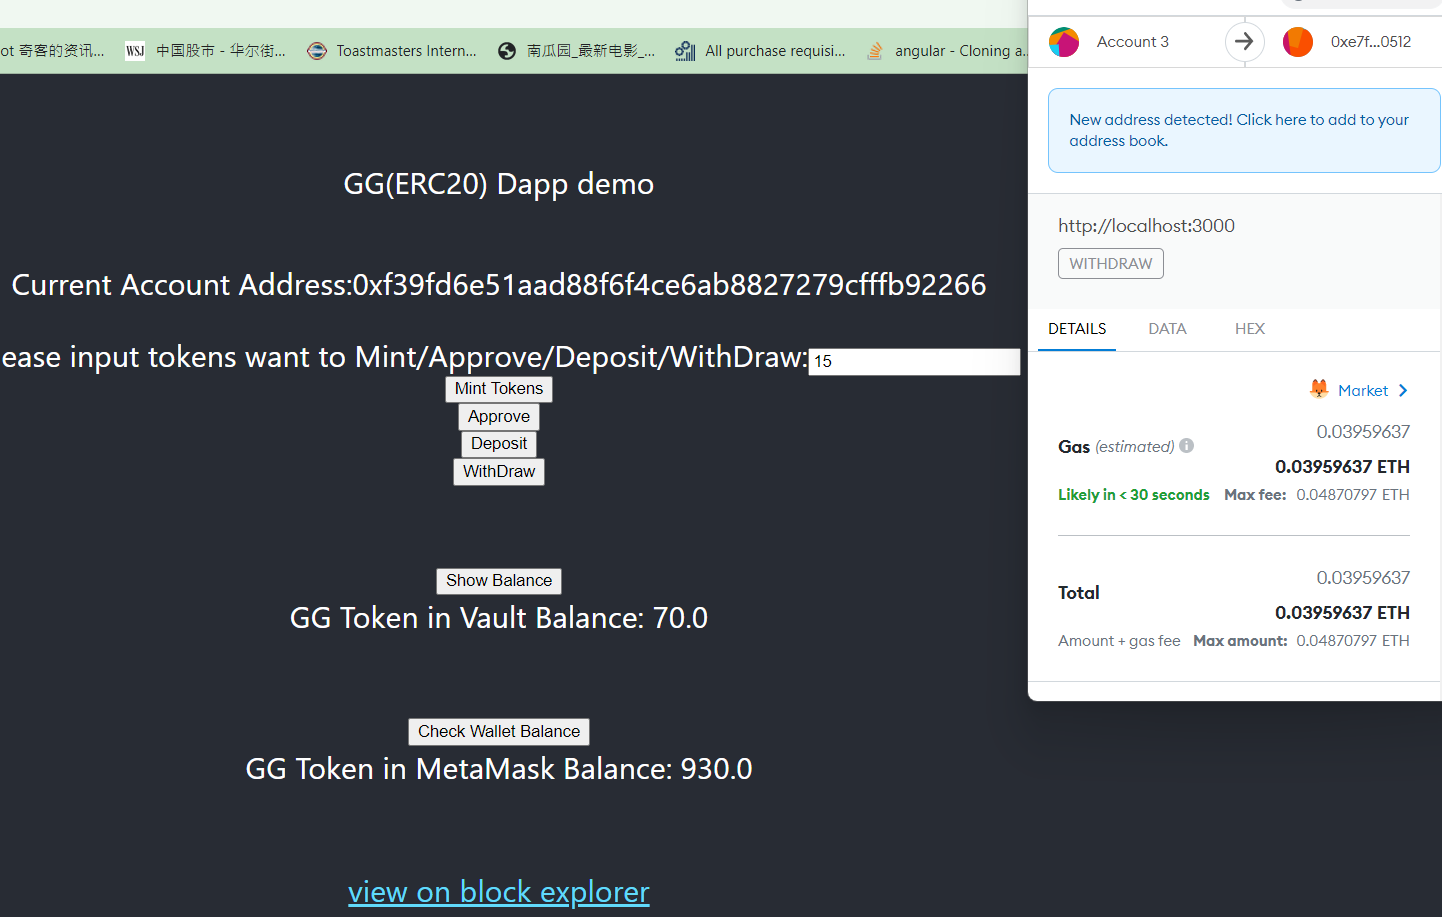 ot 奇客的资讯... WSJ 中国股市 - 华尔街... Toastmasters Intern... 南瓜园_最新电影_... All purchase requisi... angular - Cloning a...
GG(ERC20) Dapp demo
Current Account Address:0xf39fd6e51aad88f6f4ce6ab8827279cfffb92266
ease input tokens want to Mint/Approve/Deposit/WithDraw: 15
Mint Tokens
Approve
Deposit
WithDraw
Show Balance
GG Token in Vault Balance: 70.0
Check Wallet Balance
GG Token in MetaMask Balance: 930.0
view on block explorer
Account 3 0xe7f...0512
New address detected! Click here to add to your
address book.
http://localhost:3000
WITHDRAW
DETAILS DATA HEX
Market
0.03959637
Gas (estimated) 0.03959637 ETH
Likely in < 30 seconds Max fee: 0.04870797 ETH
0.03959637
Total 0.03959637 ETH
Amount + gas fee Max amount: 0.04870797 ETH